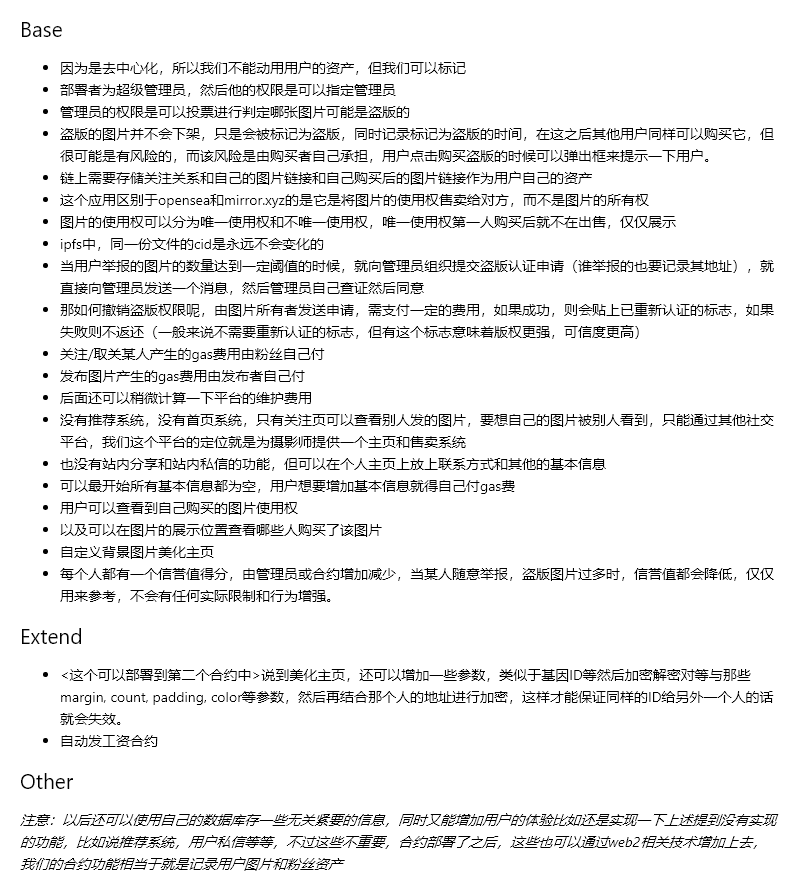 Base
因为是去中心化，所以我们不能动用用户的资产，但我们可以标记
部署者为超级管理员，然后他的权限是可以指定管理员
管理员的权限是可以投票进行判定哪张图片可能是盗版的
盗版的图片并不会下架，只是会被标记为盗版，同时记录标记为盗版的时间，在这之后其他用户同样可以购买它，但
很可能是有风险的，而该风险是由购买者自己承担，用户点击购买盗版的时候可以弹出框来提示一下用户。
链上需要存储关注关系和自己的图片链接和自己购买后的图片链接作为用户自己的资产
这个应用区别于opensea和mirror.xyz的是它是将图片的使用权售卖给对方，而不是图片的所有权
图片的使用权可以分为唯一使用权和不唯一使用权，唯一使用权第一人购买后就不在出售，仅仅展示
ipfs中，同一份文件的cid是永远不会变化的
当用户举报的图片的数量达到一定阈值的时候，就向管理员组织提交盗版认证申请（谁举报的也要记录其地址），就
直接向管理员发送一个消息，然后管理员自己查证然后同意
那如何撤销盗版权限呢，由图片所有者发送申请，需支付一定的费用，如果成功，则会贴上已重新认证的标志，如果
失败则不返还（一般来说不需要重新认证的标志，但有这个标志意味着版权更强，可信度更高）
关注/取关某人产生的gas费用由粉丝自己付
发布图片产生的gas费用由发布者自己付
后面还可以稍微计算一下平台的维护费用
没有推荐系统，没有首页系统，只有关注页可以查看别人发的图片，要想自己的图片被别人看到，只能通过其他社交
平台，我们这个平台的定位就是为摄影师提供一个主页和售卖系统
也没有站内分享和站内私信的功能，但可以在个人主页上放上联系方式和其他的基本信息
可以最开始所有基本信息都为空，用户想要增加基本信息就得自己付gas费
用户可以查看到自己购买的图片使用权
以及可以在图片的展示位置查看哪些人购买了该图片
自定义背景图片美化主页
每个人都有一个信誉值得分，由管理员或合约增加减少，当某人随意举报，盗版图片过多时，信誉值都会降低，仅仅
用来参考，不会有任何实际限制和行为增强。
Extend
<这个可以部署到第二个合约中>说到美化主页，还可以增加一些参数，类似于基因ID等然后加密解密对等与那些
margin, count, padding, color等参数，然后再结合那个人的地址进行加密，这样才能保证同样的ID给另外一个人的话
就会失效。
自动发工资合约
Other
注意：以后还可以使用自己的数据库存一些无关紧要的信息，同时又能增加用户的体验比如还是实现一下上述提到没有实现
的功能，比如说推荐系统，用户私信等等，不过这些不重要，合约部署了之后，这些也可以通过web2相关技术增加上去，
我们的合约功能相当于就是记录用户图片和粉丝资产